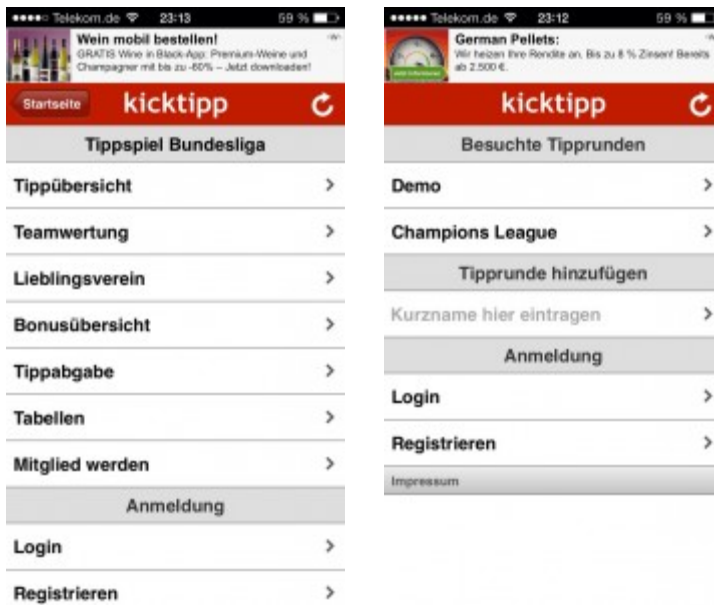 Telekom.de 23:13 59 %
Wein mobil bestellen!
GRATIS Wine in Black-App: Premium-Weine und
Champagner mit bis zu -60% – Jetzt downloaden!
Startseite kicktipp
Tippspiel Bundesliga
Tippübersicht
Teamwertung
Lieblingsverein
Bonusübersicht
Tippabgabe
Tabellen
Mitglied werden
Anmeldung
Login
Registrieren
Telekom.de 23:12 59 %
German Pellets:
Wir heizen Ihre Rendite an. Bis zu 8 % Zinsen! Bereits
ab 2.500 €.
kicktipp
Besuchte Tipprunden
Demo
Champions League
Tipprunde hinzufügen
Kurzname hier eintragen
Anmeldung
Login
Registrieren
Impressum